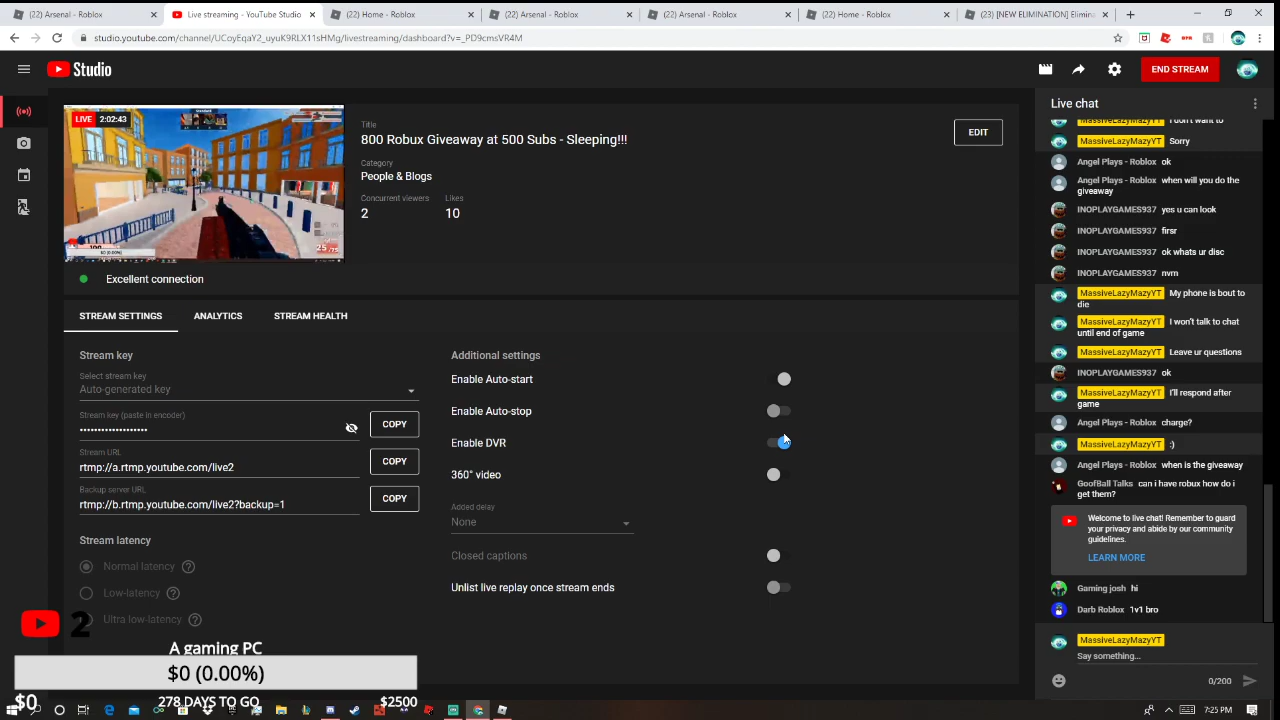 (22) Arsenal - Roblox
Live streaming - YouTube Studio
(22) Home - Roblox
(22) Arsenal - Roblox
(22) Arsenal - Roblox
(22) Home - Roblox
(23) [NEW ELIMINATION] Elimin
studio.youtube.com/channel/UCoyEqaY2_uyuK9RLX11sHMg/livestreaming/dashboard?v=_PD9cmsVR4M
Studio
END STREAM
LIVE 2:02:43
Title
800 Robux Giveaway at 500 Subs - Sleeping!!!
EDIT
Category
People & Blogs
Concurrent viewers
2
Likes
10
Excellent connection
STREAM SETTINGS
ANALYTICS
STREAM HEALTH
Stream key
Select stream key
Auto-generated key
Stream key (paste in encoder)
••••••••••••••••••
COPY
Stream URL
rtmp://a.rtmp.youtube.com/live2
COPY
Backup server URL
rtmp://b.rtmp.youtube.com/live2?backup=1
COPY
Stream latency
Normal latency
Low-latency
Ultra low-latency
Additional settings
Enable Auto-start
Enable Auto-stop
Enable DVR
360° video
Added delay
None
Closed captions
Unlist live replay once stream ends
Live chat
MassiveLazyMazyYT I don't want to
MassiveLazyMazyYT Sorry
Angel Plays - Roblox ok
Angel Plays - Roblox when will you do the
giveaway
INOPLAYGAMES937 yes u can look
INOPLAYGAMES937 firsr
INOPLAYGAMES937 ok whats ur disc
INOPLAYGAMES937 nvm
MassiveLazyMazyYT My phone is bout to
die
MassiveLazyMazyYT I won't talk to chat
until end of game
MassiveLazyMazyYT Leave ur questions
INOPLAYGAMES937 ok
MassiveLazyMazyYT I'll respond after
game
Angel Plays - Roblox charge?
MassiveLazyMazyYT :)
Angel Plays - Roblox when is the giveaway
GoofBall Talks can i have robux how do i
get them?
Welcome to live chat! Remember to guard
your privacy and abide by our community
guidelines.
LEARN MORE
Gaming josh hi
Darb Roblox 1v1 bro
MassiveLazyMazyYT
Say something...
0/200
2
A gaming PC
$0 (0.00%)
$0
278 DAYS TO GO
$2500
7:25 PM